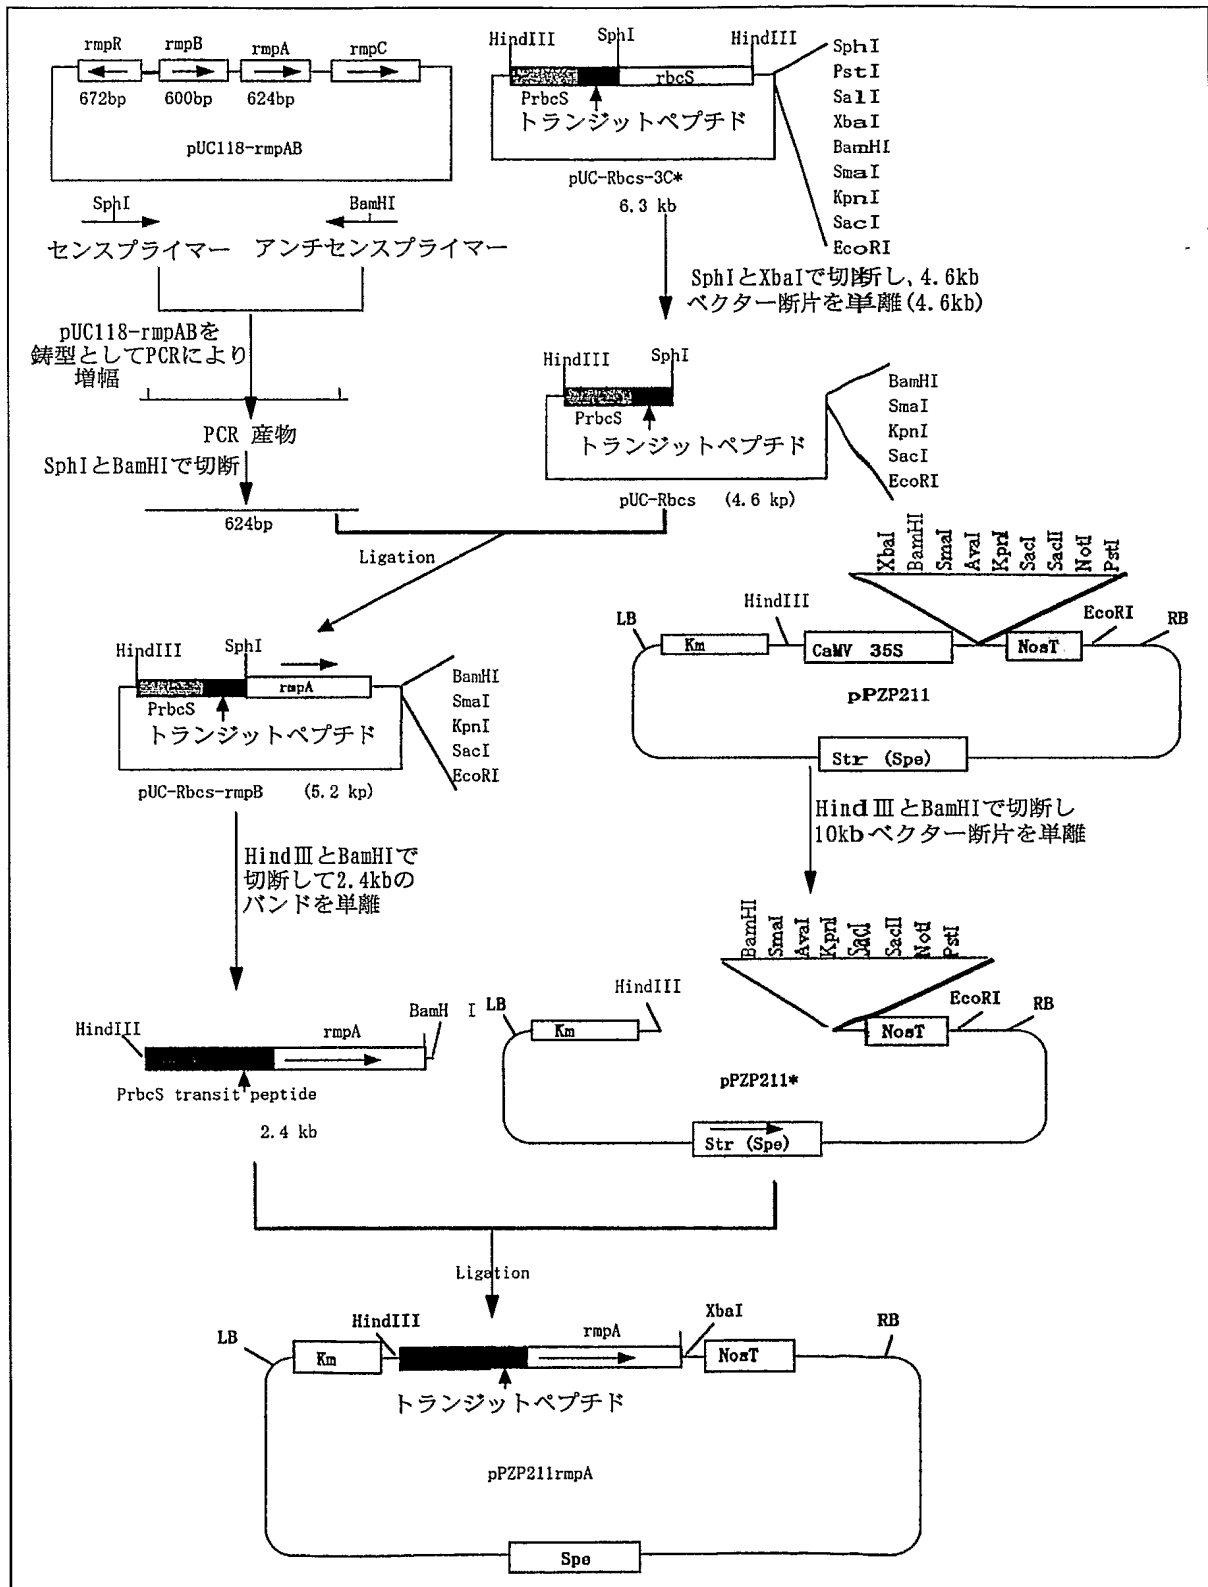 rmpR
rmpB
rmpA
rmpC
672bp
600bp
624bp
pUC118-rmpAB
SphI
BamHI
センスプライマー
アンチセンスプライマー
pUC118-rmpABを
鋳型としてPCRにより
増幅
PCR 産物
SphIとBamHIで切断
624bp
HindIII
SphI
HindIII
rbcS
PrbcS
トランジットペプチド
pUC-Rbcs-3C*
6.3 kb
SphI
PstI
SalI
XbaI
BamHI
SmaI
KpnI
SacI
EcoRI
SphIとXbaIで切断し、4.6kb
ベクター断片を単離(4.6kb)
HindIII
SphI
PrbcS
トランジットペプチド
pUC-Rbcs (4.6 kp)
BamHI
SmaI
KpnI
SacI
EcoRI
Ligation
HindIII
SphI
rmpA
PrbcS
トランジットペプチド
pUC-Rbcs-rmpB (5.2 kp)
BamHI
SmaI
KpnI
SacI
EcoRI
XbaI
BamHI
SmaI
AvaI
KpnI
SacI
SacII
NotI
PstI
LB
Km
HindIII
CaMV 35S
NosT
EcoRI
RB
pPZP211
Str (Spe)
HindⅢとBamHIで切断し
10kbベクター断片を単離
HindⅢとBamHIで
切断して2.4kbの
バンドを単離
HindIII
rmpA
BamH I
PrbcS transit peptide
2.4 kb
BamHI
SmaI
AvaI
KpnI
SacI
SacII
NotI
PstI
LB
Km
HindIII
NosT
EcoRI
RB
pPZP211*
Str (Spe)
Ligation
LB
Km
HindIII
rmpA
XbaI
NosT
RB
トランジットペプチド
pPZP211rmpA
Spe